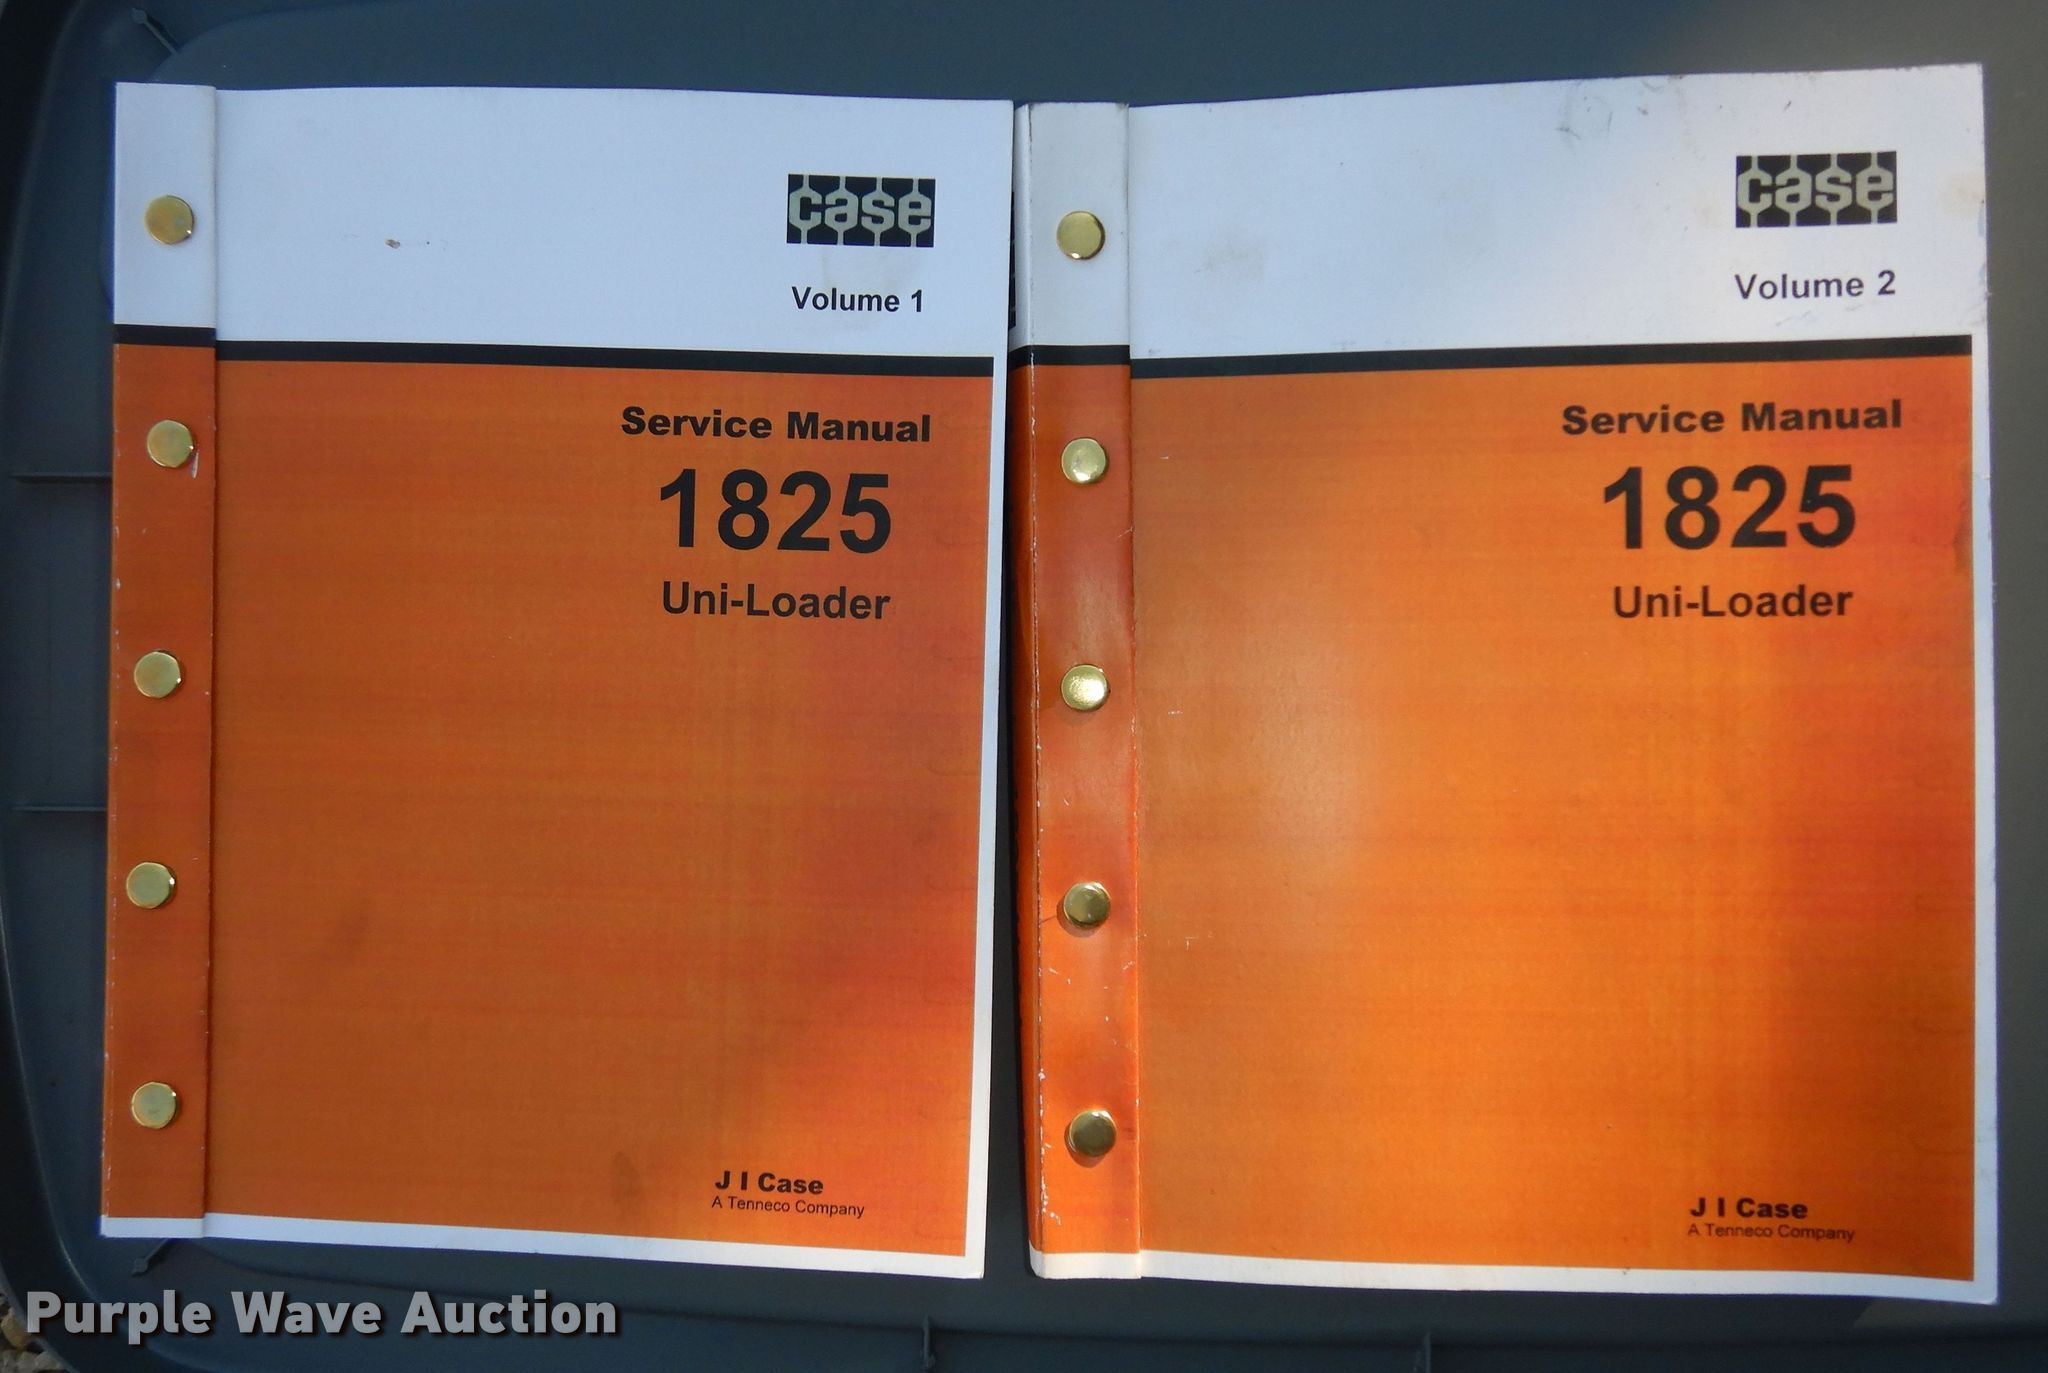 case
Volume 1
Service Manual
1825
Uni-Loader
J I Case
A Tenneco Company
case
Volume 2
Service Manual
1825
Uni-Loader
J I Case
A Tenneco Company
Purple Wave Auction